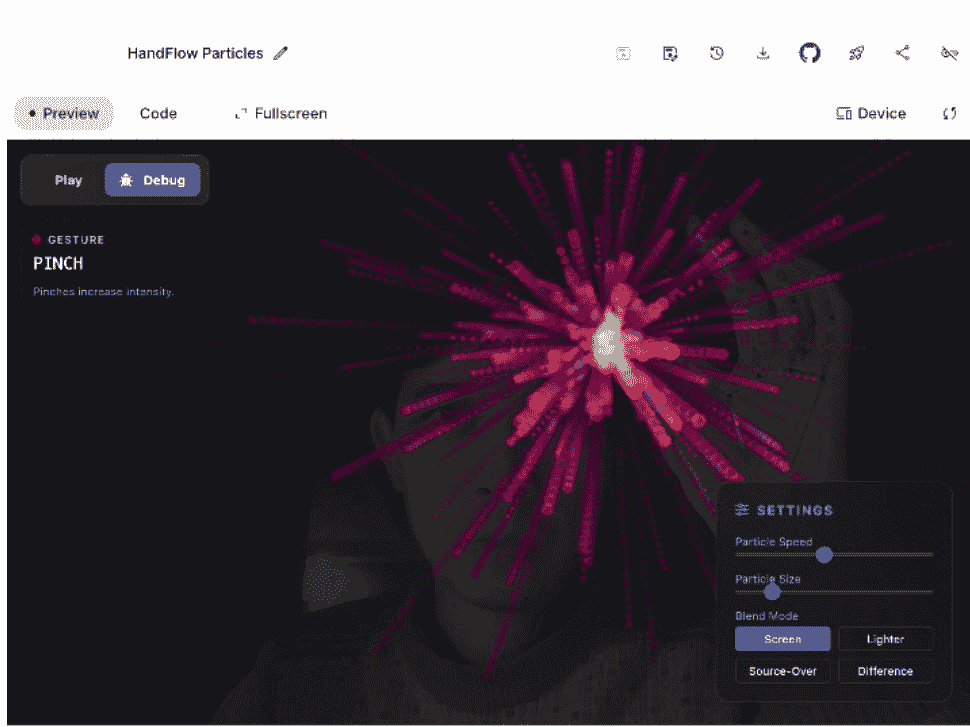 HandFlow Particles
Preview
Code
Fullscreen
Device
Play
Debug
GESTURE
PINCH
Pinches increase intensity.
SETTINGS
Particle Speed
Particle Size
Blend Mode
Screen
Lighter
Source-Over
Difference